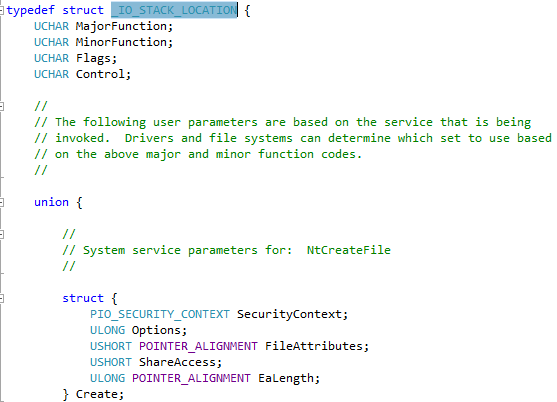 typedef struct _IO_STACK_LOCATION {
UCHAR MajorFunction;
UCHAR MinorFunction;
UCHAR Flags;
UCHAR Control;
//
// The following user parameters are based on the service that is being
// invoked.  Drivers and file systems can determine which set to use based
// on the above major and minor function codes.
//
union {
//
// System service parameters for:  NtCreateFile
//
struct {
PIO_SECURITY_CONTEXT SecurityContext;
ULONG Options;
USHORT POINTER_ALIGNMENT FileAttributes;
USHORT ShareAccess;
ULONG POINTER_ALIGNMENT EaLength;
} Create;